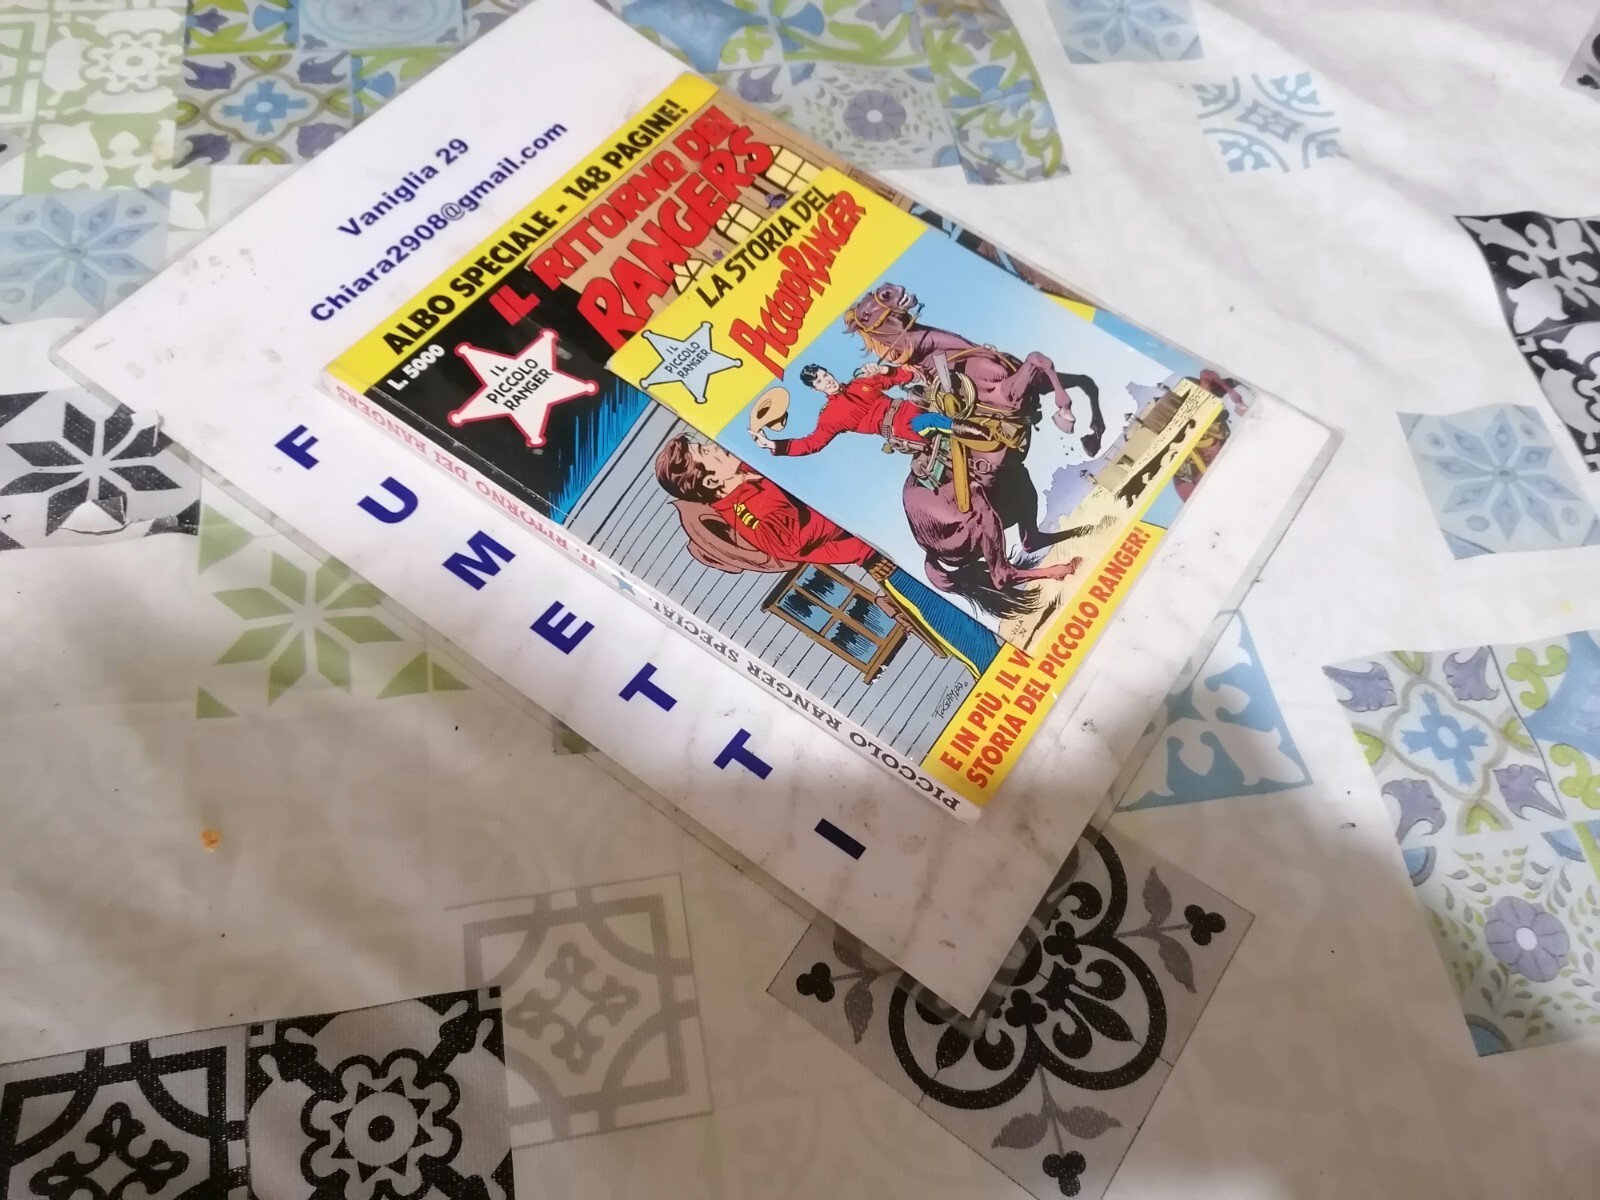 Vaniglia 29
Chiara2908@gmail.com
FUMETTI
ALBO SPECIALE - 148 PAGINE!
L. 5000
IL RITORNO DEI
RANGERS
IL
PICCOLO
RANGER
LA STORIA DEL
PICCOLO RANGER
IL
PICCOLO
RANGER
E IN PIÙ, IL V
STORIA DEL PICCOLO RANGER!
PICCOLO RANGER SPECIAL ★ IL RITORNO DEI RANGERS